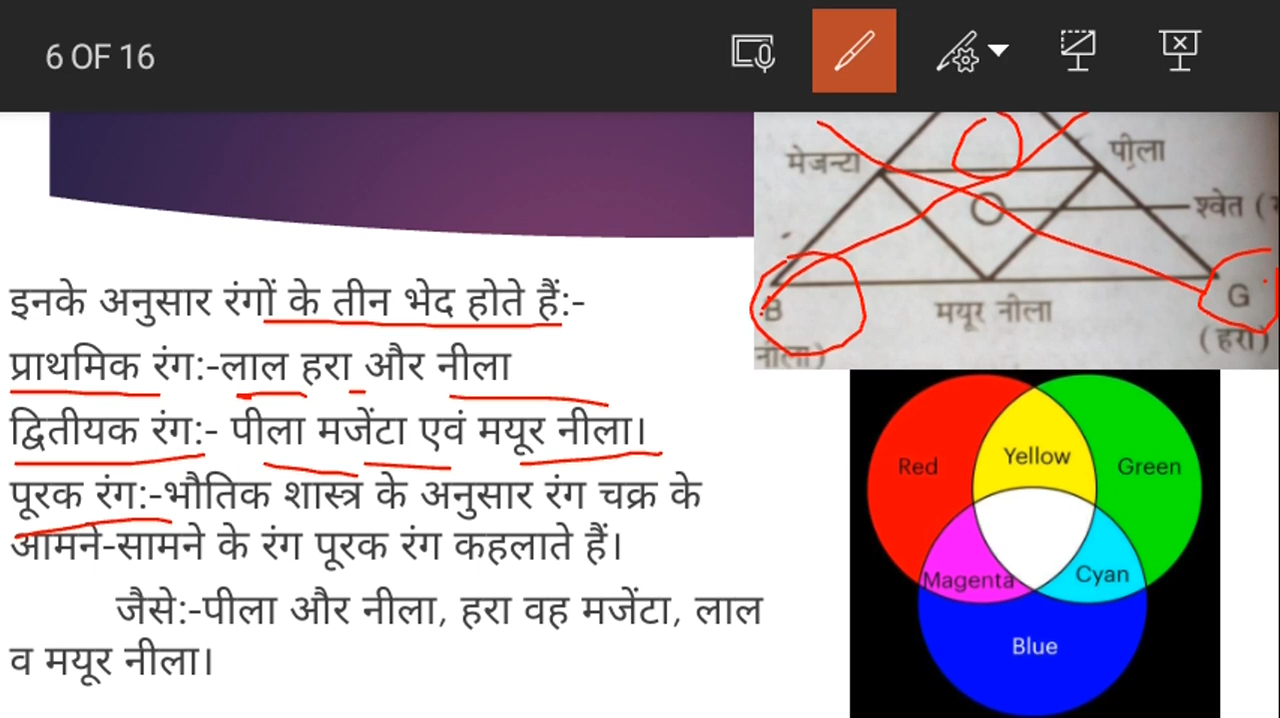 6 OF 16
मेजन्टा
पीला
श्वेत (
B
मयूर नीला
G
नीला)
(हरा)
इनके अनुसार रंगों के तीन भेद होते हैं:-
प्राथमिक रंग:-लाल हरा और नीला
द्वितीयक रंग:- पीला मजेंटा एवं मयूर नीला।
पूरक रंग:-भौतिक शास्त्र के अनुसार रंग चक्र के
आमने-सामने के रंग पूरक रंग कहलाते हैं।
जैसे:-पीला और नीला, हरा वह मजेंटा, लाल
व मयूर नीला।
Red
Yellow
Green
Magenta
Cyan
Blue